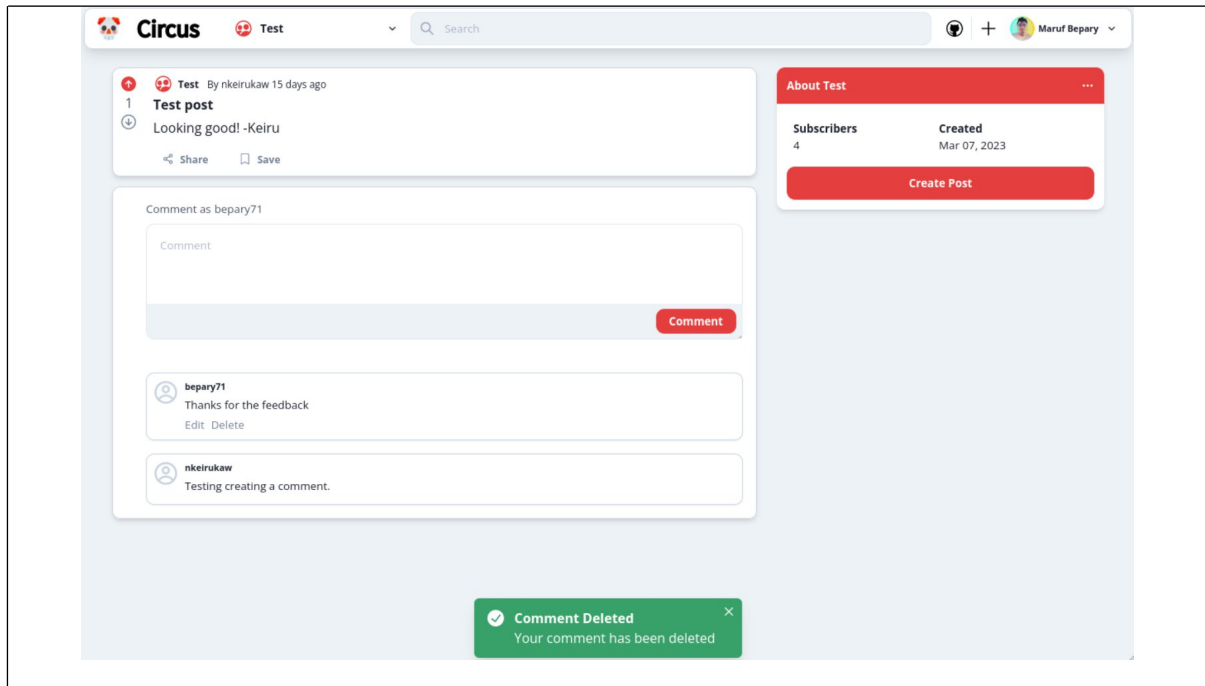 Circus
Test
Search
Maruf Bepary
Test By nkeirukaw 15 days ago
1
Test post
Looking good! -Keiru
Share Save
Comment as bepary71
Comment
Comment
bepary71
Thanks for the feedback
Edit Delete
nkeirukaw
Testing creating a comment.
About Test
...
Subscribers Created
4 Mar 07, 2023
Create Post
Comment Deleted
Your comment has been deleted